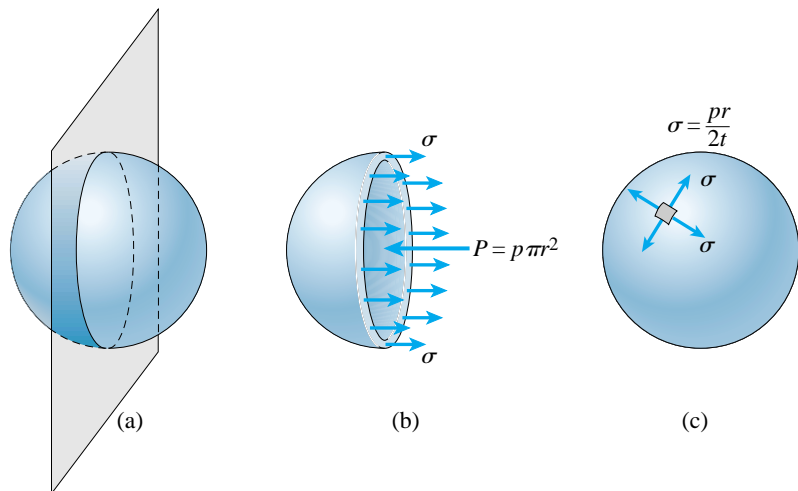 σ
P = pπr²
σ
(a)
(b)
σ = pr/2t
σ
σ
(c)